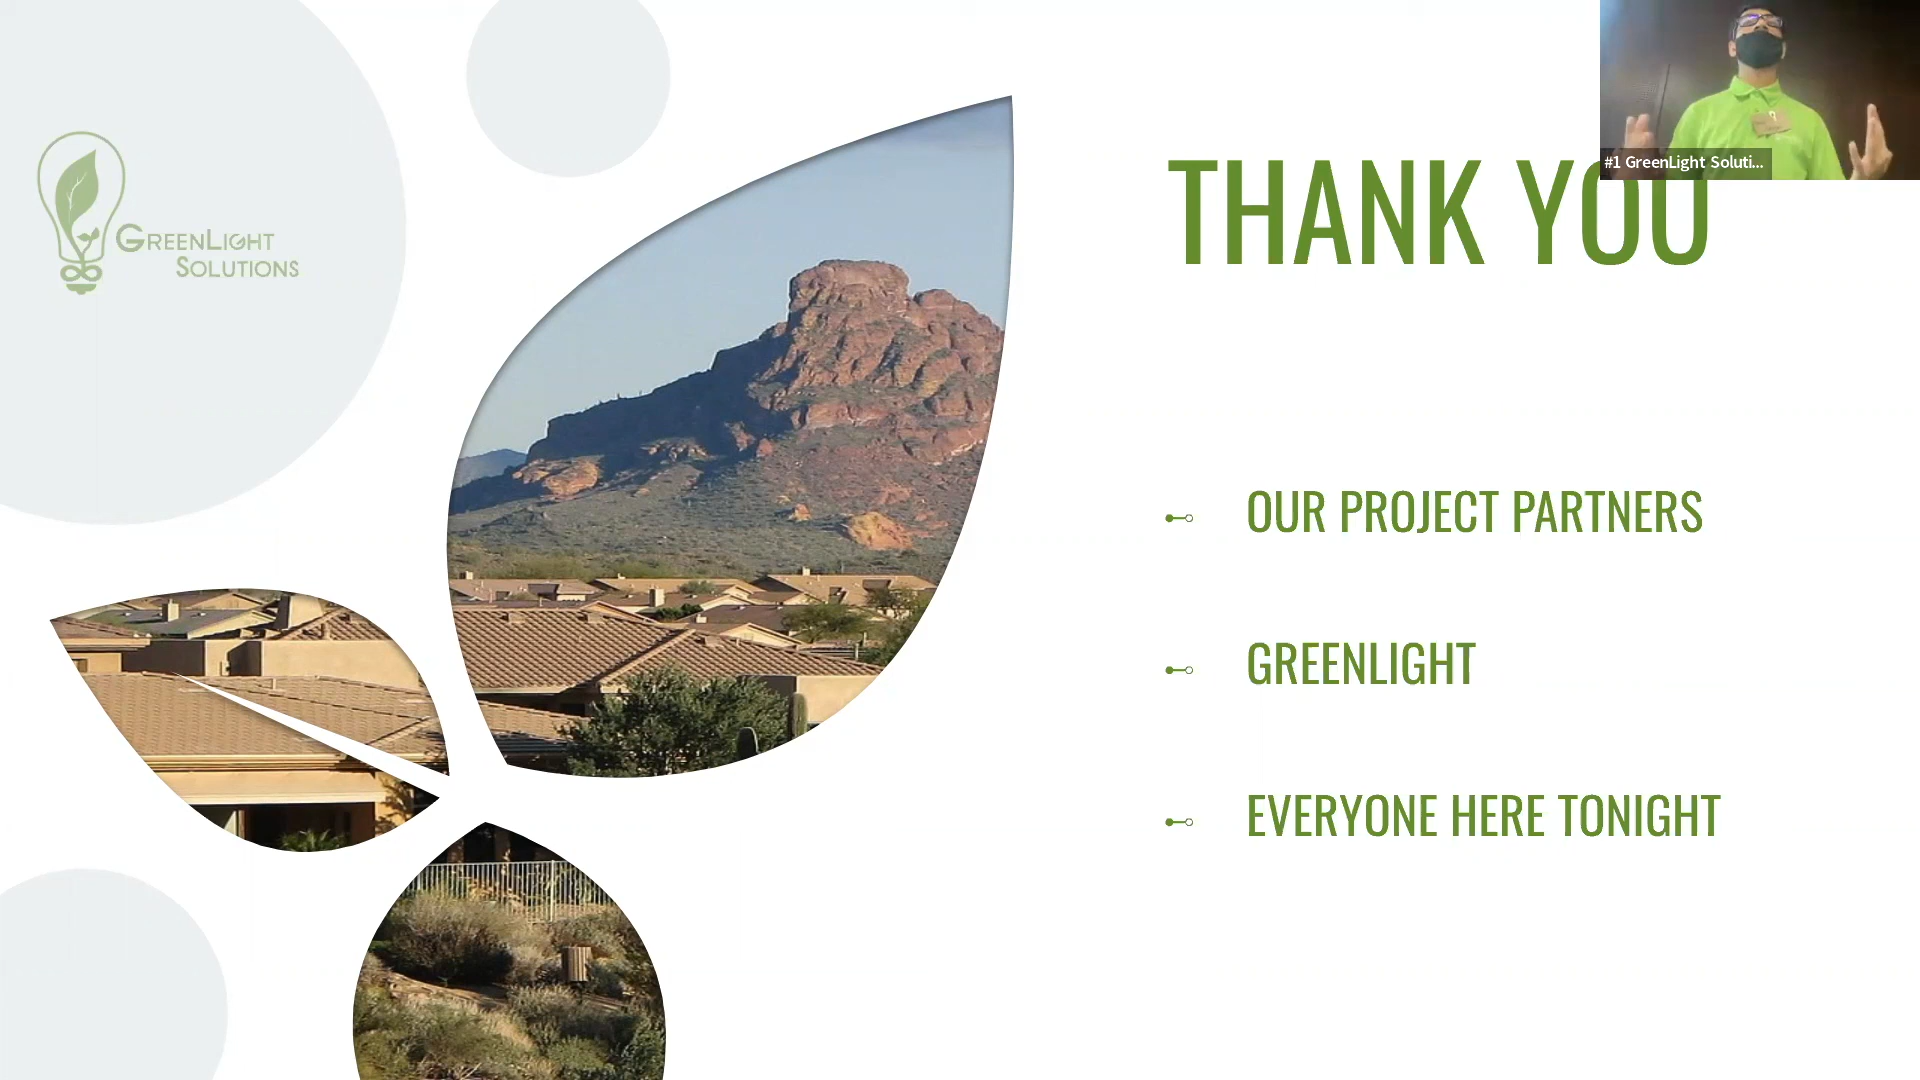 GREENLIGHT
SOLUTIONS
#1 GreenLight Soluti...
THANK YOU
OUR PROJECT PARTNERS
GREENLIGHT
EVERYONE HERE TONIGHT